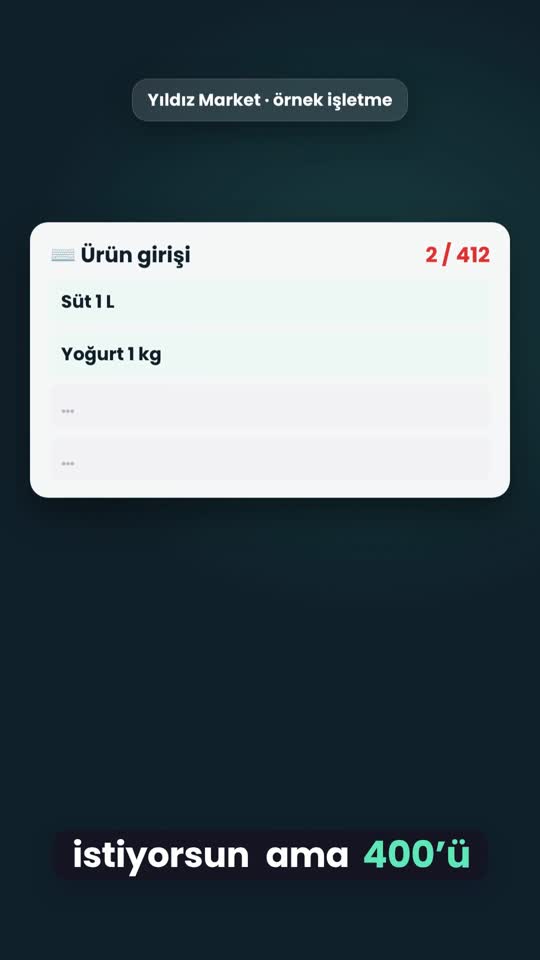 Yıldız Market · örnek işletme
Ürün girişi 2 / 412
Süt 1 L
Yoğurt 1 kg
...
...
istiyorsun ama 400’ü